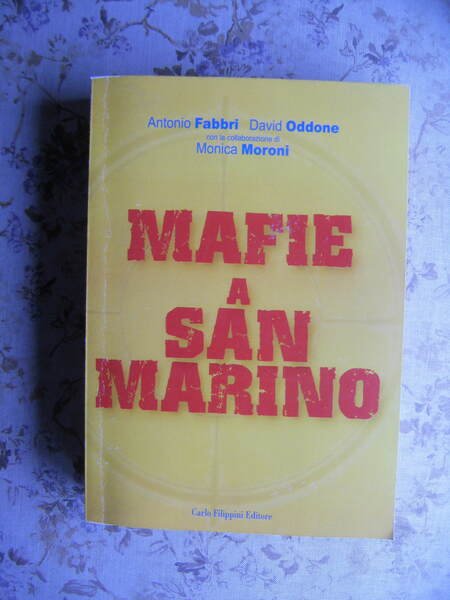 Antonio Fabbri David Oddone
con la collaborazione di
Monica Moroni
MAFIE
A
SAN
MARINO
Carlo Filippini Editore